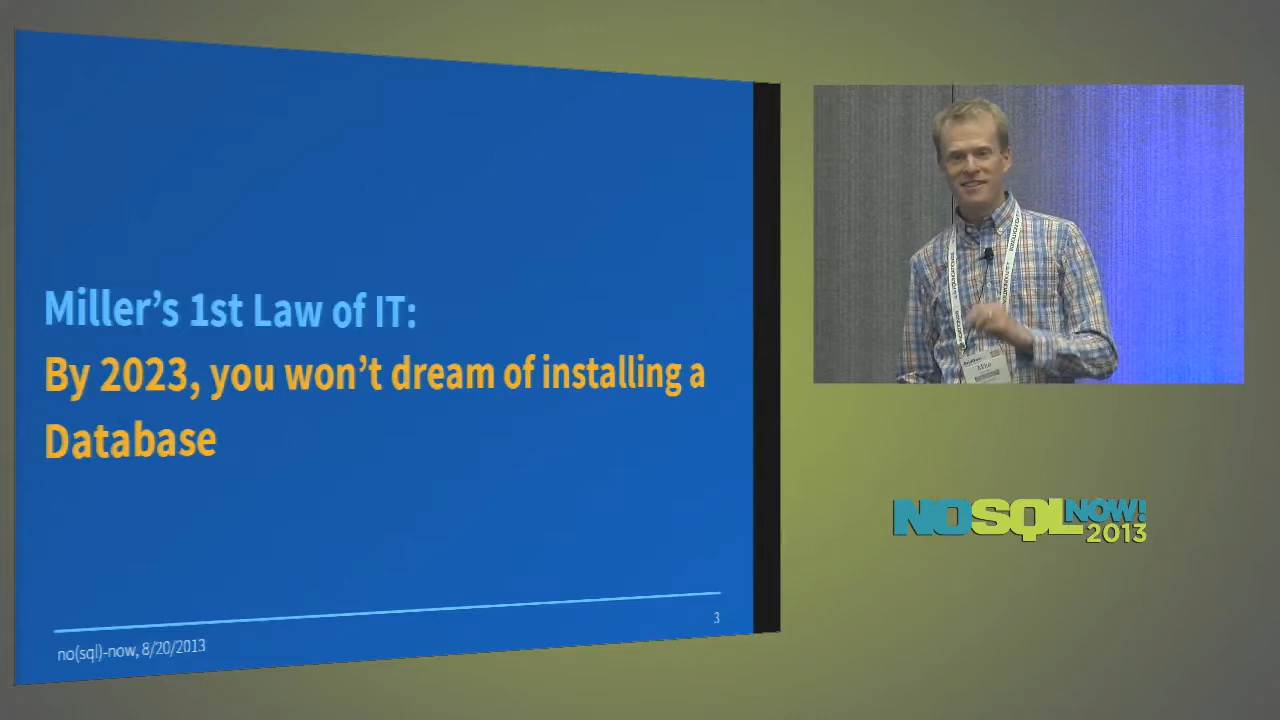 Miller's 1st Law of IT:
By 2023, you won't dream of installing a
Database
3
no(sql)-now, 8/20/2013
Mike
NOSQL NOW!
2013